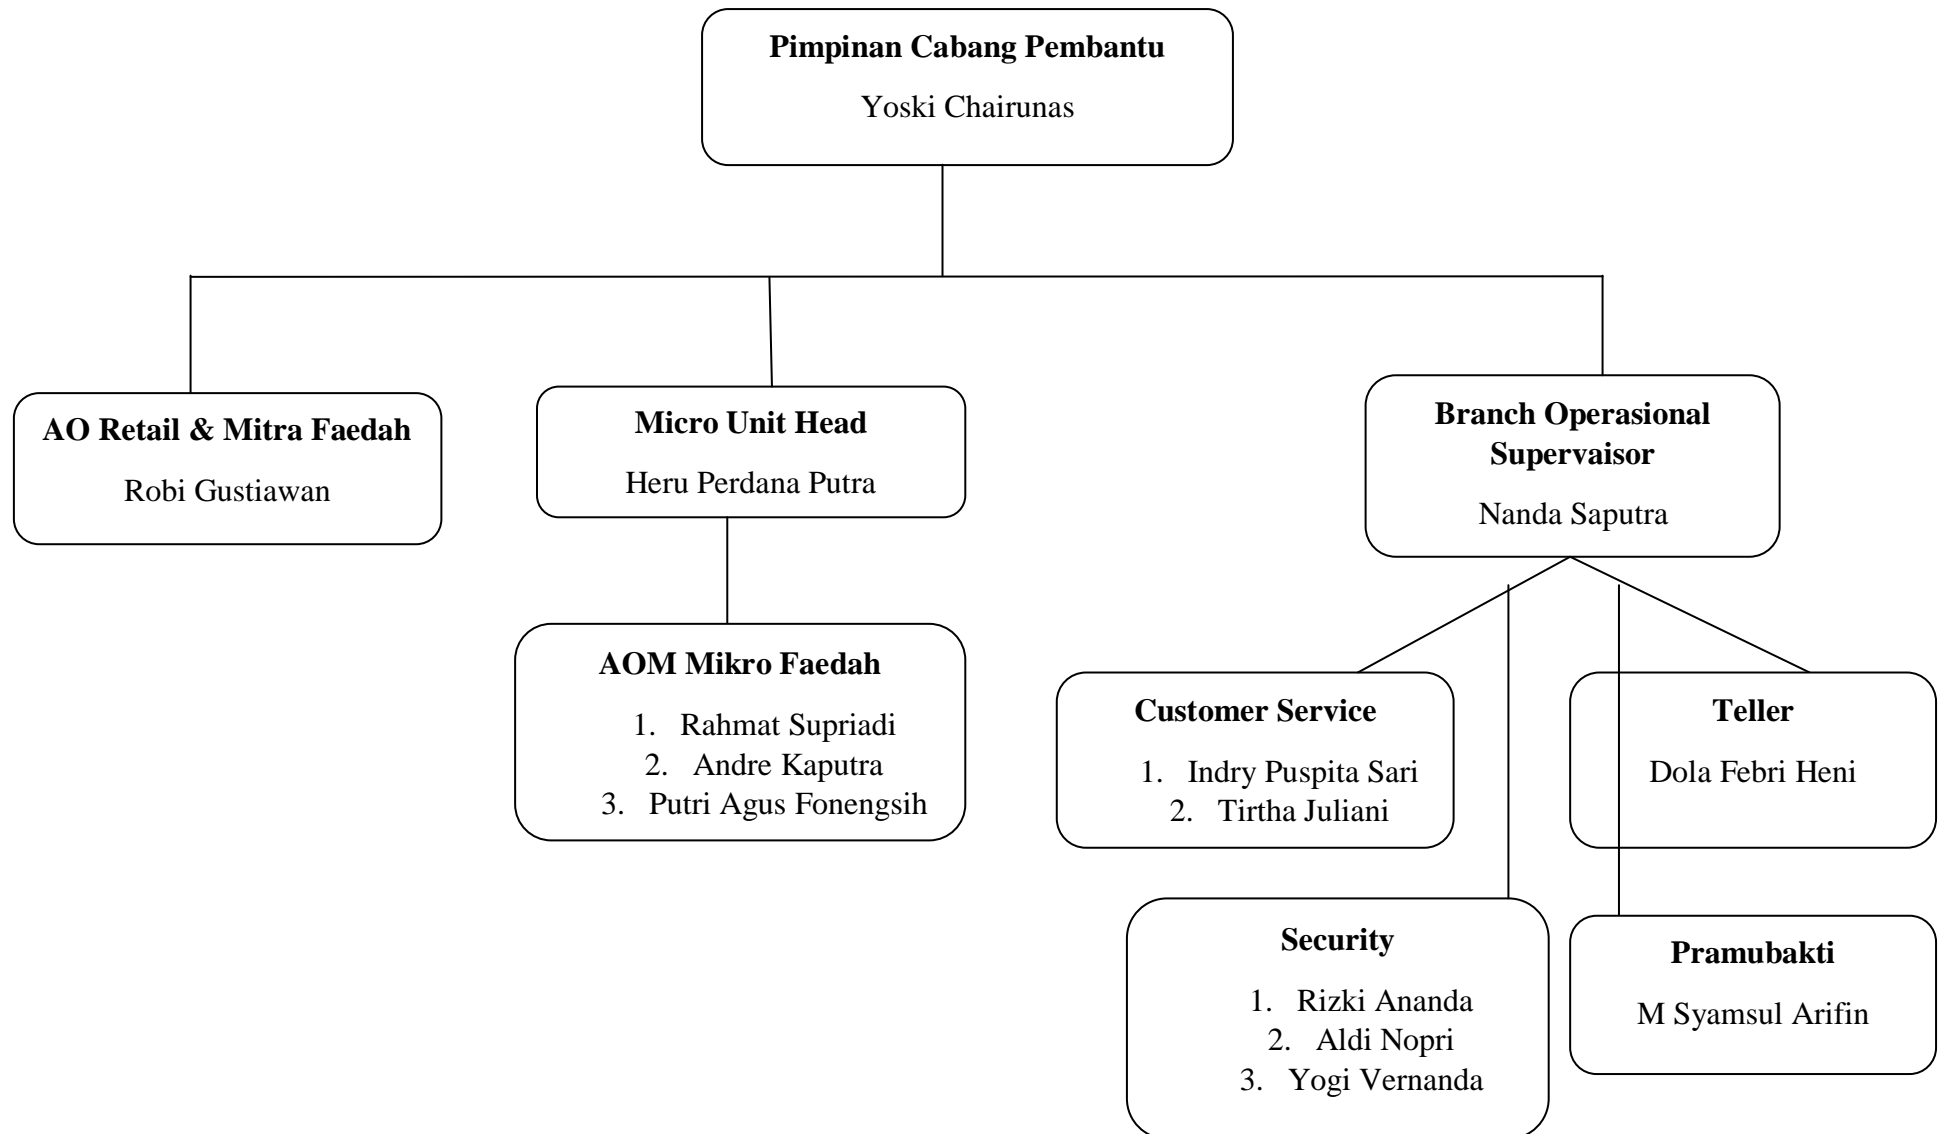 Pimpinan Cabang Pembantu
Yoski Chairunas
AO Retail & Mitra Faedah
Robi Gustiawan
Micro Unit Head
Heru Perdana Putra
Branch Operasional
Supervaisor
Nanda Saputra
AOM Mikro Faedah
1. Rahmat Supriadi
2. Andre Kaputra
3. Putri Agus Fonengsih
Customer Service
1. Indry Puspita Sari
2. Tirtha Juliani
Teller
Dola Febri Heni
Security
1. Rizki Ananda
2. Aldi Nopri
3. Yogi Vernanda
Pramubakti
M Syamsul Arifin